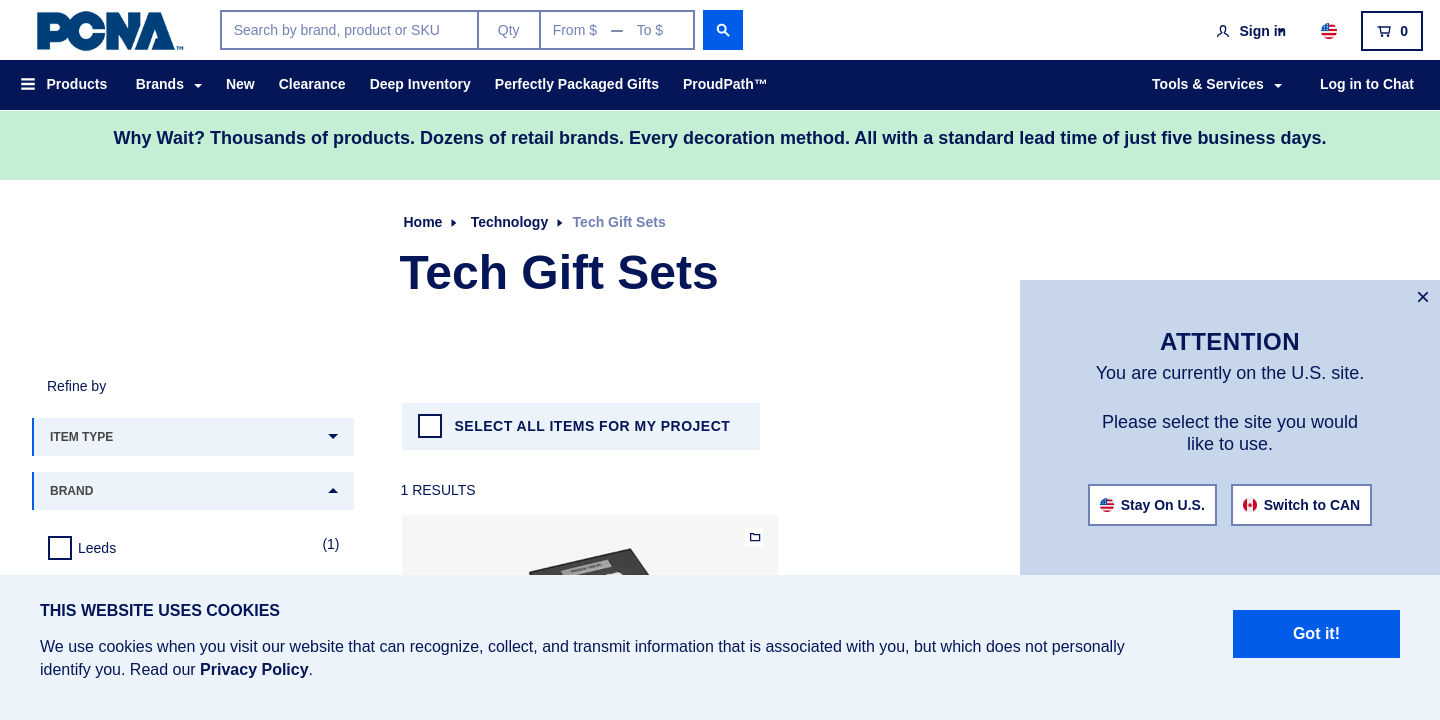 PCNA™
Search by brand, product or SKU Qty From $ — To $
Sign in
0
Products Brands New Clearance Deep Inventory Perfectly Packaged Gifts ProudPath™ Tools & Services Log in to Chat
Why Wait? Thousands of products. Dozens of retail brands. Every decoration method. All with a standard lead time of just five business days.
Home Technology Tech Gift Sets
Tech Gift Sets
Refine by
ITEM TYPE
BRAND
Leeds (1)
SELECT ALL ITEMS FOR MY PROJECT
1 RESULTS
×
ATTENTION
You are currently on the U.S. site.
Please select the site you would
like to use.
Stay On U.S. Switch to CAN
THIS WEBSITE USES COOKIES
We use cookies when you visit our website that can recognize, collect, and transmit information that is associated with you, but which does not personally
identify you. Read our Privacy Policy.
Got it!